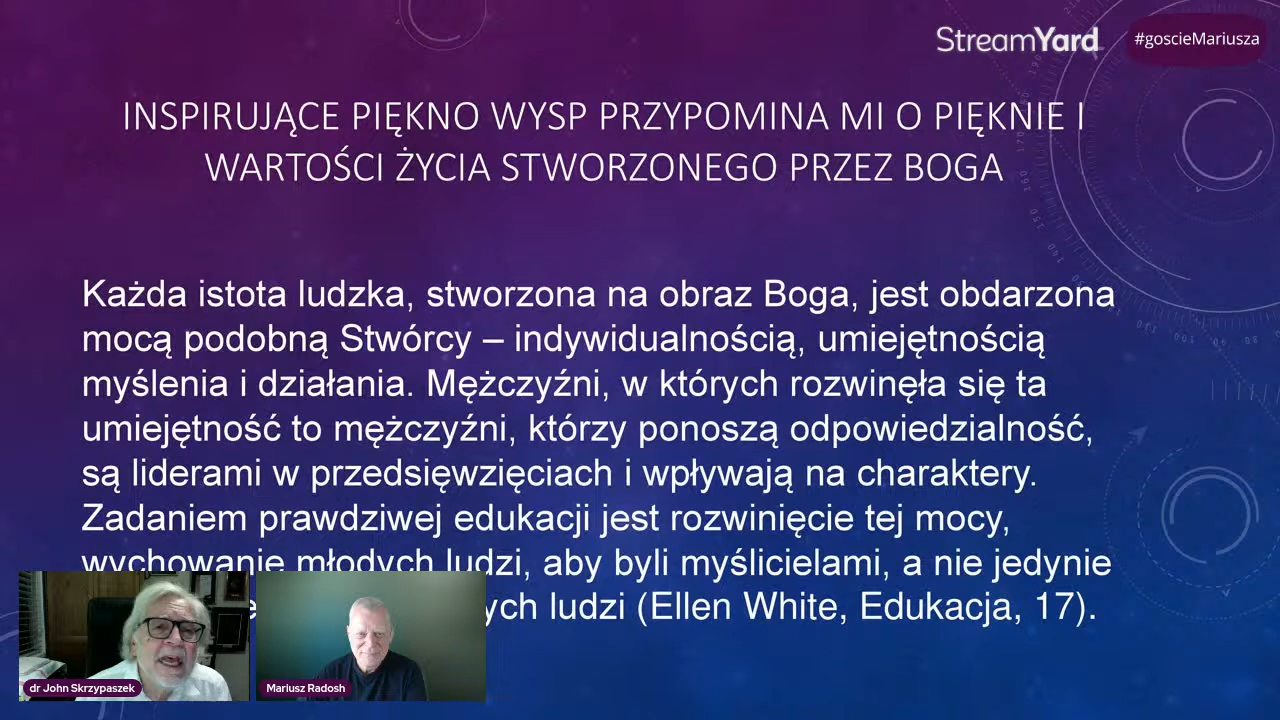 StreamYard
#goscieMariusza
INSPIRUJĄCE PIĘKNO WYSP PRZYPOMINA MI O PIĘKNIE I
WARTOŚCI ŻYCIA STWORZONEGO PRZEZ BOGA
Każda istota ludzka, stworzona na obraz Boga, jest obdarzona
mocą podobną Stwórcy – indywidualnością, umiejętnością
myślenia i działania. Mężczyźni, w których rozwinęła się ta
umiejętność to mężczyźni, którzy ponoszą odpowiedzialność,
są liderami w przedsięwzięciach i wpływają na charaktery.
Zadaniem prawdziwej edukacji jest rozwinięcie tej mocy,
wychowanie młodych ludzi, aby byli myślicielami, a nie jedynie
ych ludzi (Ellen White, Edukacja, 17).
dr John Skrzypaszek
Mariusz Radosh